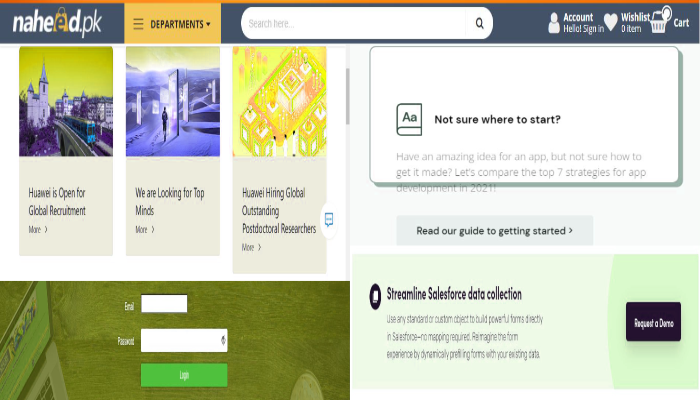 naheed.pk
DEPARTMENTS
Search here...
Account
Hello! Sign in
Wishlist
0 item
0
Cart
Huawei is Open for
Global Recruitment
More >
We are Looking for Top
Minds
More >
Huawei Hiring Global
Outstanding
Postdoctoral Researchers
More >
Aa
Not sure where to start?
Have an amazing idea for an app, but not sure how to
get it made? Let's compare the top 7 strategies for app
development in 2021!
Read our guide to getting started >
Email
Password
Login
Streamline Salesforce data collection
Use any standard or custom object to build powerful forms directly
in Salesforce—no mapping required. Reimagine the form
experience by dynamically prefilling forms with your existing data.
Request a Demo